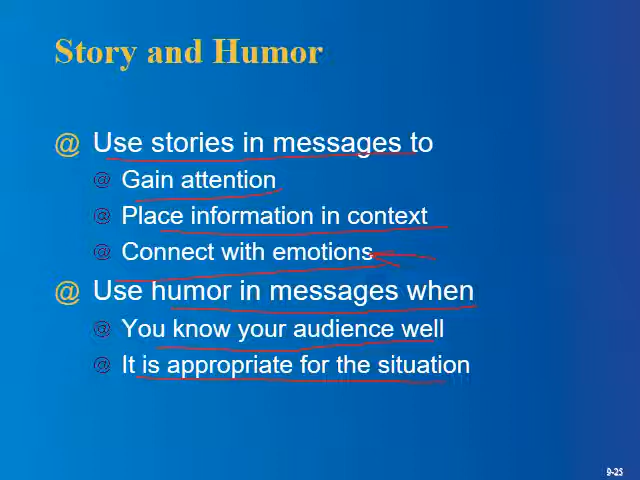 Story and Humor
@ Use stories in messages to
@ Gain attention
@ Place information in context
@ Connect with emotions
@ Use humor in messages when
@ You know your audience well
@ It is appropriate for the situation
9-25